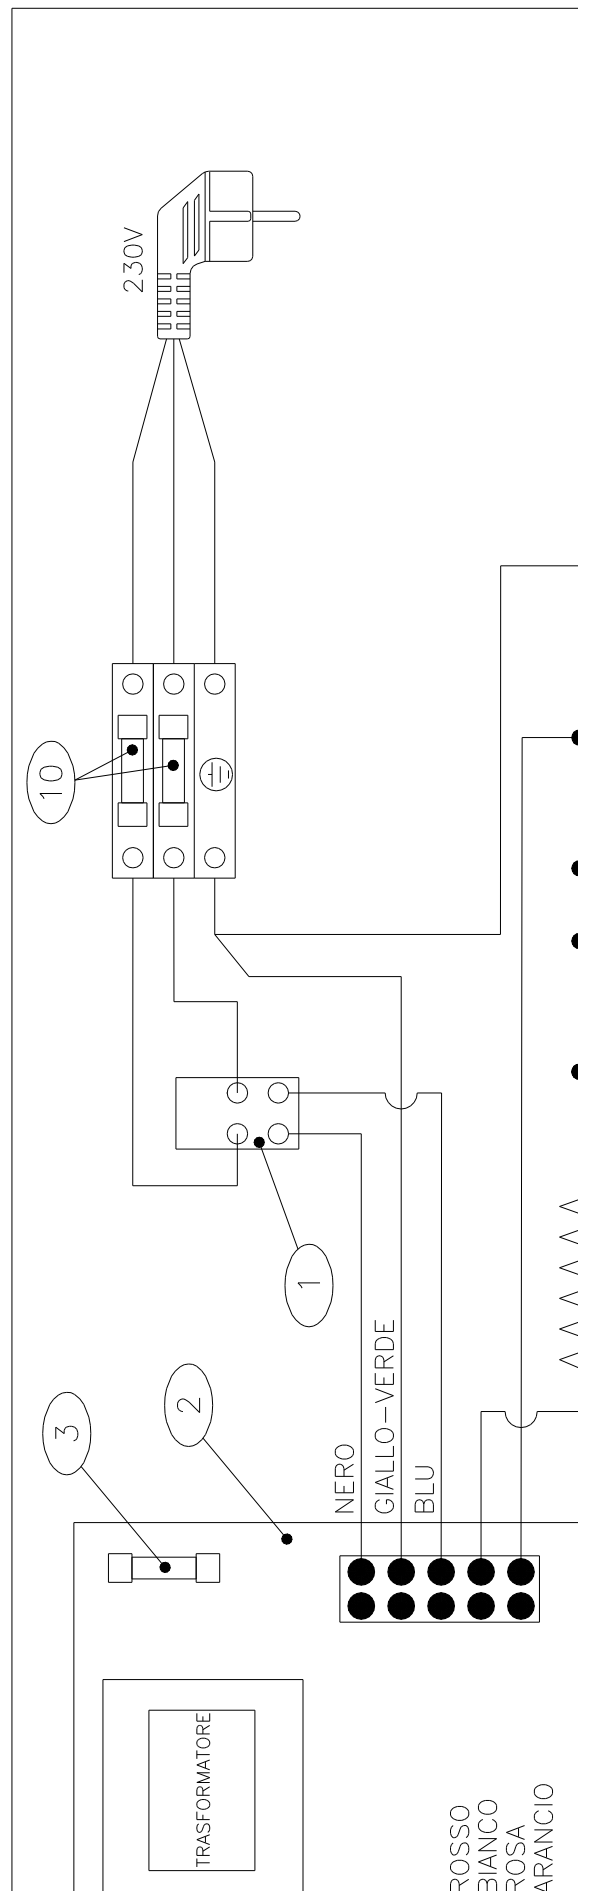 230V
10
1
2
3
NERO
GIALLO-VERDE
BLU
TRASFORMATORE
ROSSO
BIANCO
ROSA
ARANCIO